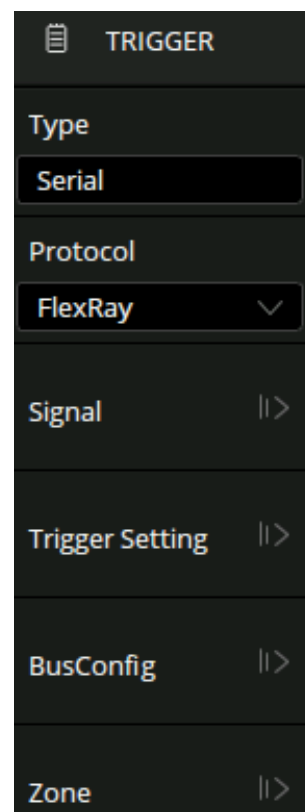 TRIGGER
Type
Serial
Protocol
FlexRay
Signal
Trigger Setting
BusConfig
Zone